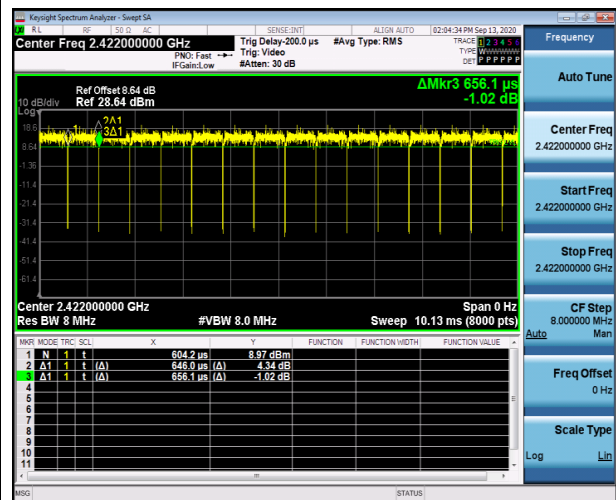 Keysight Spectrum Analyzer - Swept SA
RL RF 50 Ω AC SENSE:INT ALIGN AUTO 02:04:34 PM Sep 13, 2020
Center Freq 2.422000000 GHz
PNO: Fast
IFGain:Low
Trig Delay-200.0 µs
Trig: Video
#Atten: 30 dB
#Avg Type: RMS
TRACE 1 2 3 4 5 6
TYPE WWWWWW
DET P P P P P P
Ref Offset 8.64 dB
10 dB/div Ref 28.64 dBm
ΔMkr3 656.1 µs
-1.02 dB
Log
18.6
8.64
-1.36
-11.4
-21.4
-31.4
-41.4
-51.4
-61.4
1
2Δ1
3Δ1
Center 2.422000000 GHz Span 0 Hz
Res BW 8 MHz #VBW 8.0 MHz Sweep 10.13 ms (8000 pts)
MKR MODE TRC SCL X Y FUNCTION FUNCTION WIDTH FUNCTION VALUE
1 N 1 t 604.2 µs 8.97 dBm
2 Δ1 1 t (Δ) 646.0 µs (Δ) 4.34 dB
3 Δ1 1 t (Δ) 656.1 µs (Δ) -1.02 dB
4
5
6
7
8
9
10
11
MSG STATUS
Frequency
Auto Tune
Center Freq
2.422000000 GHz
Start Freq
2.422000000 GHz
Stop Freq
2.422000000 GHz
CF Step
8.000000 MHz
Auto Man
Freq Offset
0 Hz
Scale Type
Log Lin